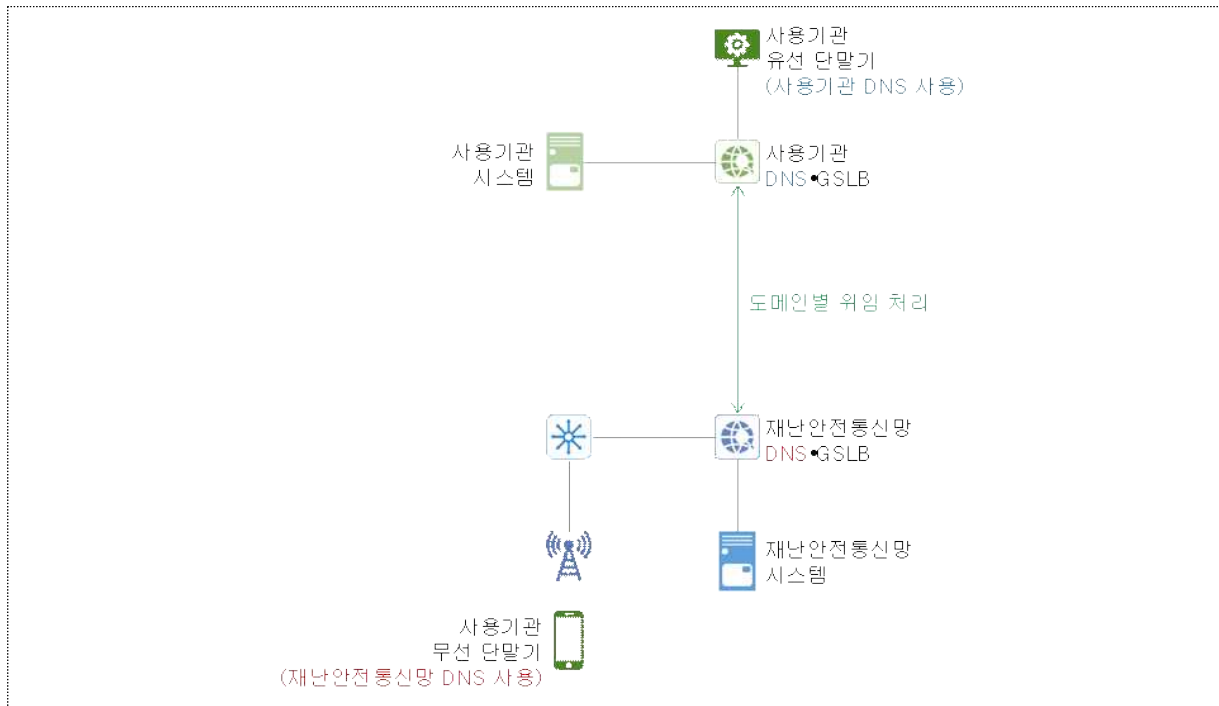 사용기관
유선 단말기
(사용기관 DNS 사용)
사용기관
시스템
사용기관
DNS•GSLB
도메인별 위임 처리
재난안전통신망
DNS•GSLB
재난안전통신망
시스템
사용기관
무선 단말기
(재난안전통신망 DNS 사용)